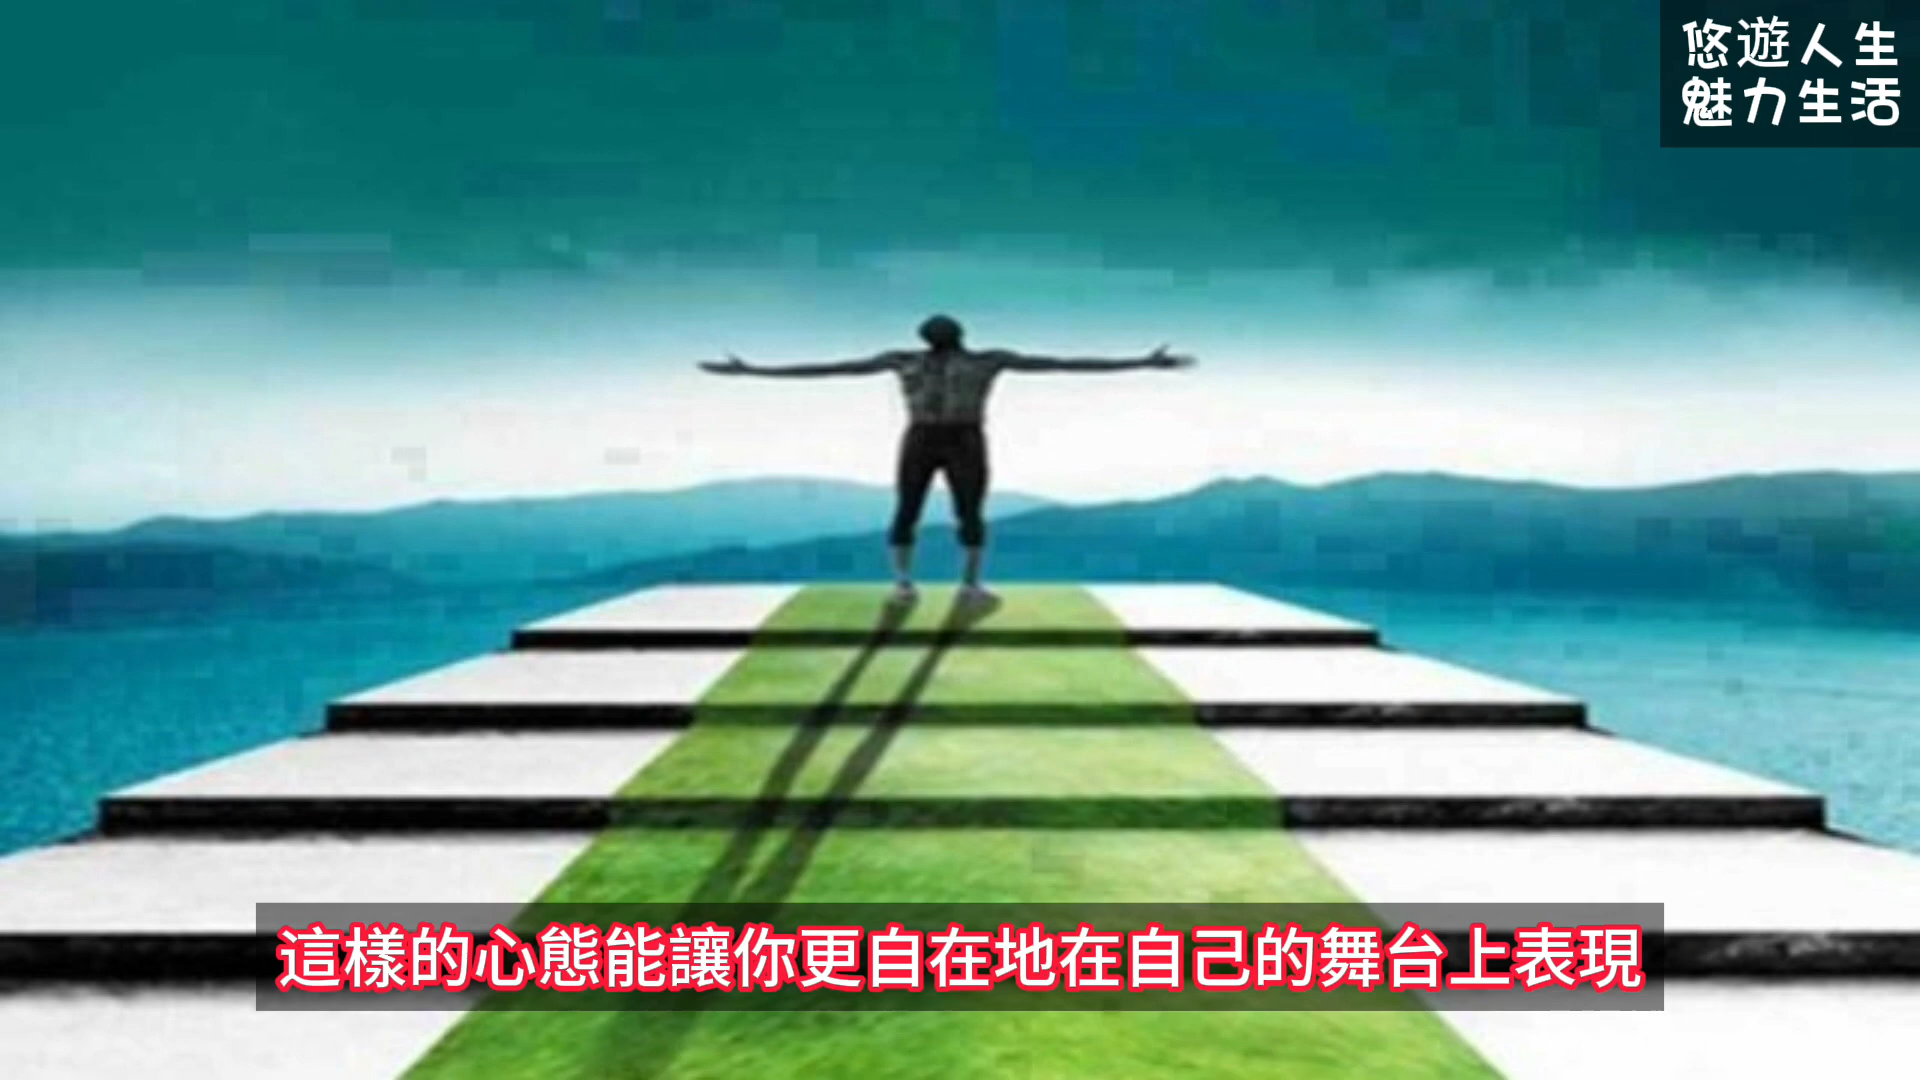 悠遊人生
魅力生活
這樣的心態能讓你更自在地在自己的舞台上表現